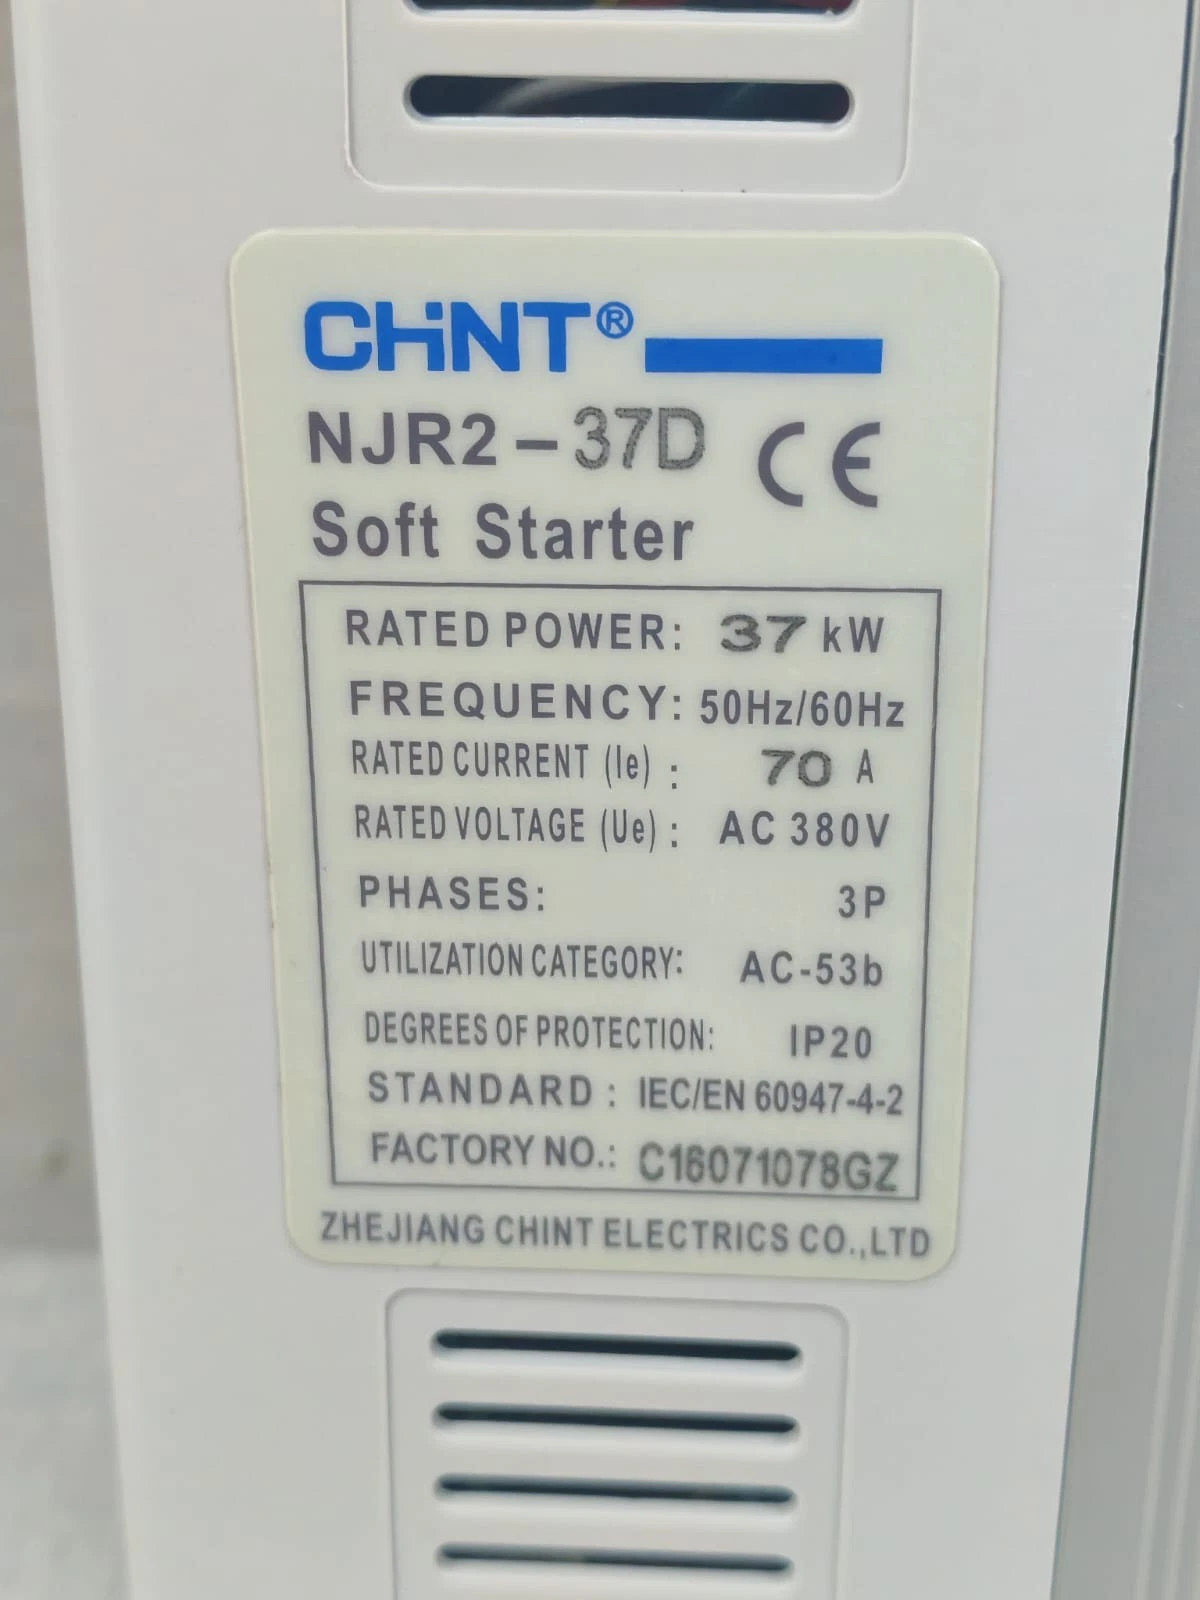 CHNT®
NJR2-37D CE
Soft Starter
RATED POWER: 37 kW
FREQUENCY: 50Hz/60Hz
RATED CURRENT (Ie): 70 A
RATED VOLTAGE (Ue): AC 380V
PHASES: 3P
UTILIZATION CATEGORY: AC-53b
DEGREES OF PROTECTION: IP20
STANDARD: IEC/EN 60947-4-2
FACTORY NO.: C16071078GZ
ZHEJIANG CHINT ELECTRICS CO.,LTD